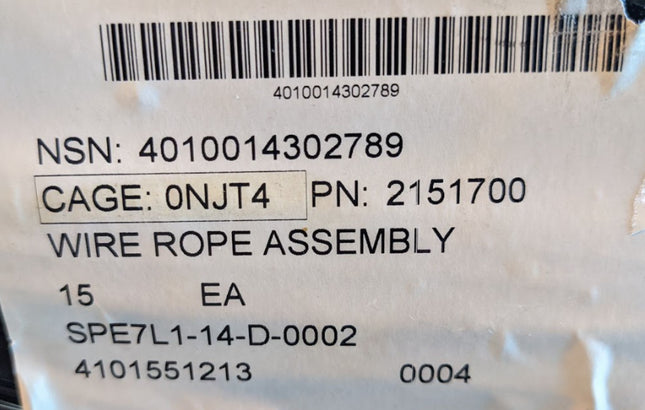 4010014302789
NSN: 4010014302789
CAGE: 0NJT4 PN: 2151700
WIRE ROPE ASSEMBLY
15 EA
SPE7L1-14-D-0002
4101551213 0004